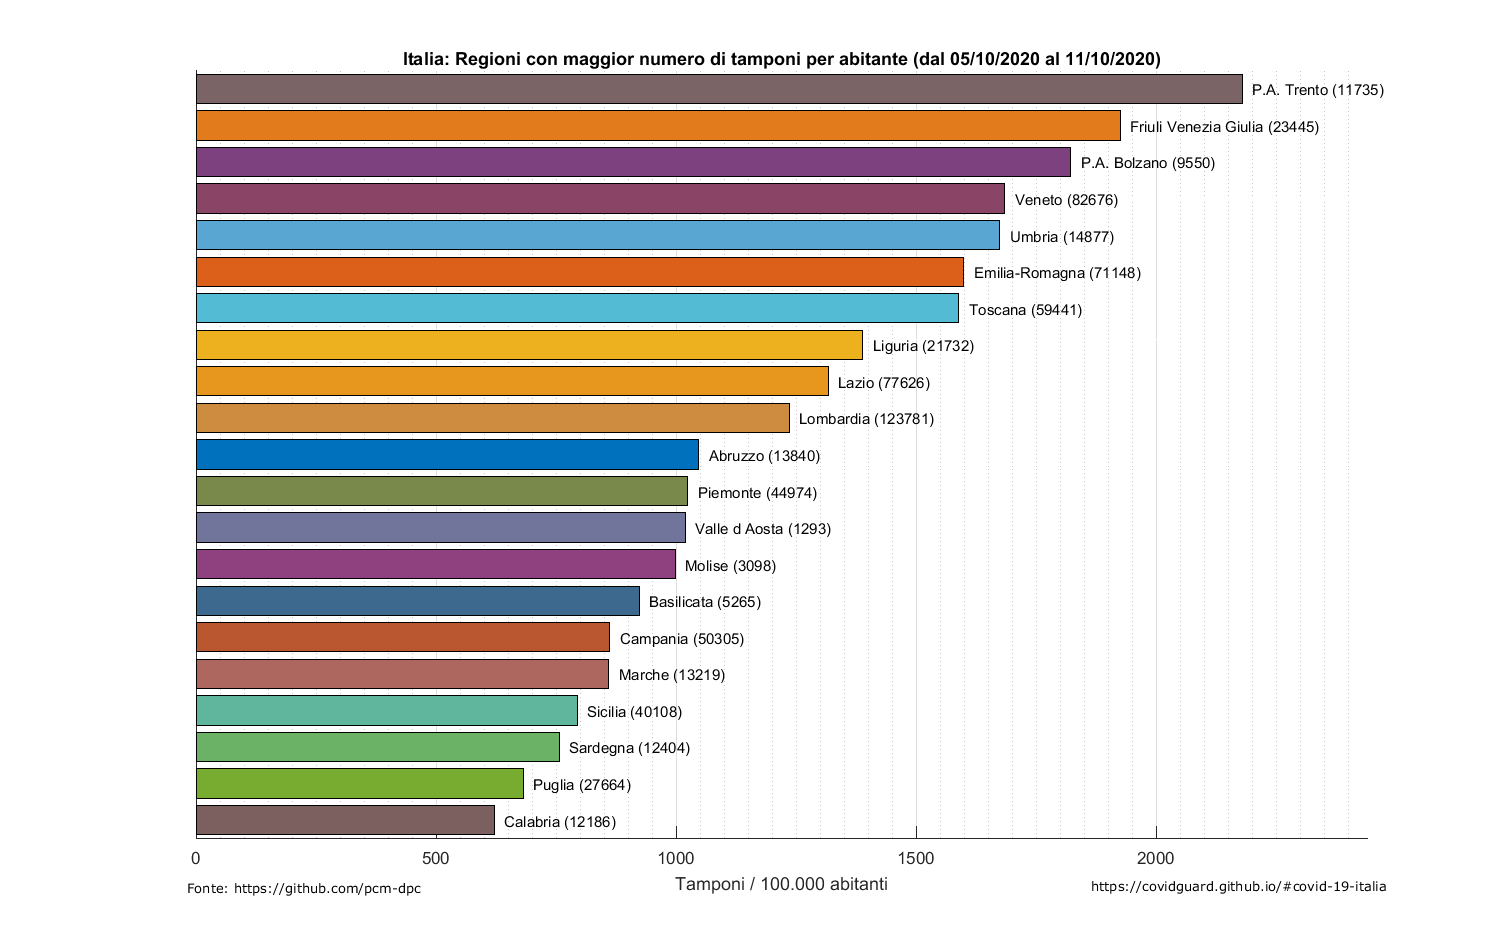 Italia: Regioni con maggior numero di tamponi per abitante (dal 05/10/2020 al 11/10/2020)
P.A. Trento (11735)
Friuli Venezia Giulia (23445)
P.A. Bolzano (9550)
Veneto (82676)
Umbria (14877)
Emilia-Romagna (71148)
Toscana (59441)
Liguria (21732)
Lazio (77626)
Lombardia (123781)
Abruzzo (13840)
Piemonte (44974)
Valle d Aosta (1293)
Molise (3098)
Basilicata (5265)
Campania (50305)
Marche (13219)
Sicilia (40108)
Sardegna (12404)
Puglia (27664)
Calabria (12186)
0 500 1000 1500 2000
Tamponi / 100.000 abitanti
Fonte: https://github.com/pcm-dpc
https://covidguard.github.io/#covid-19-italia